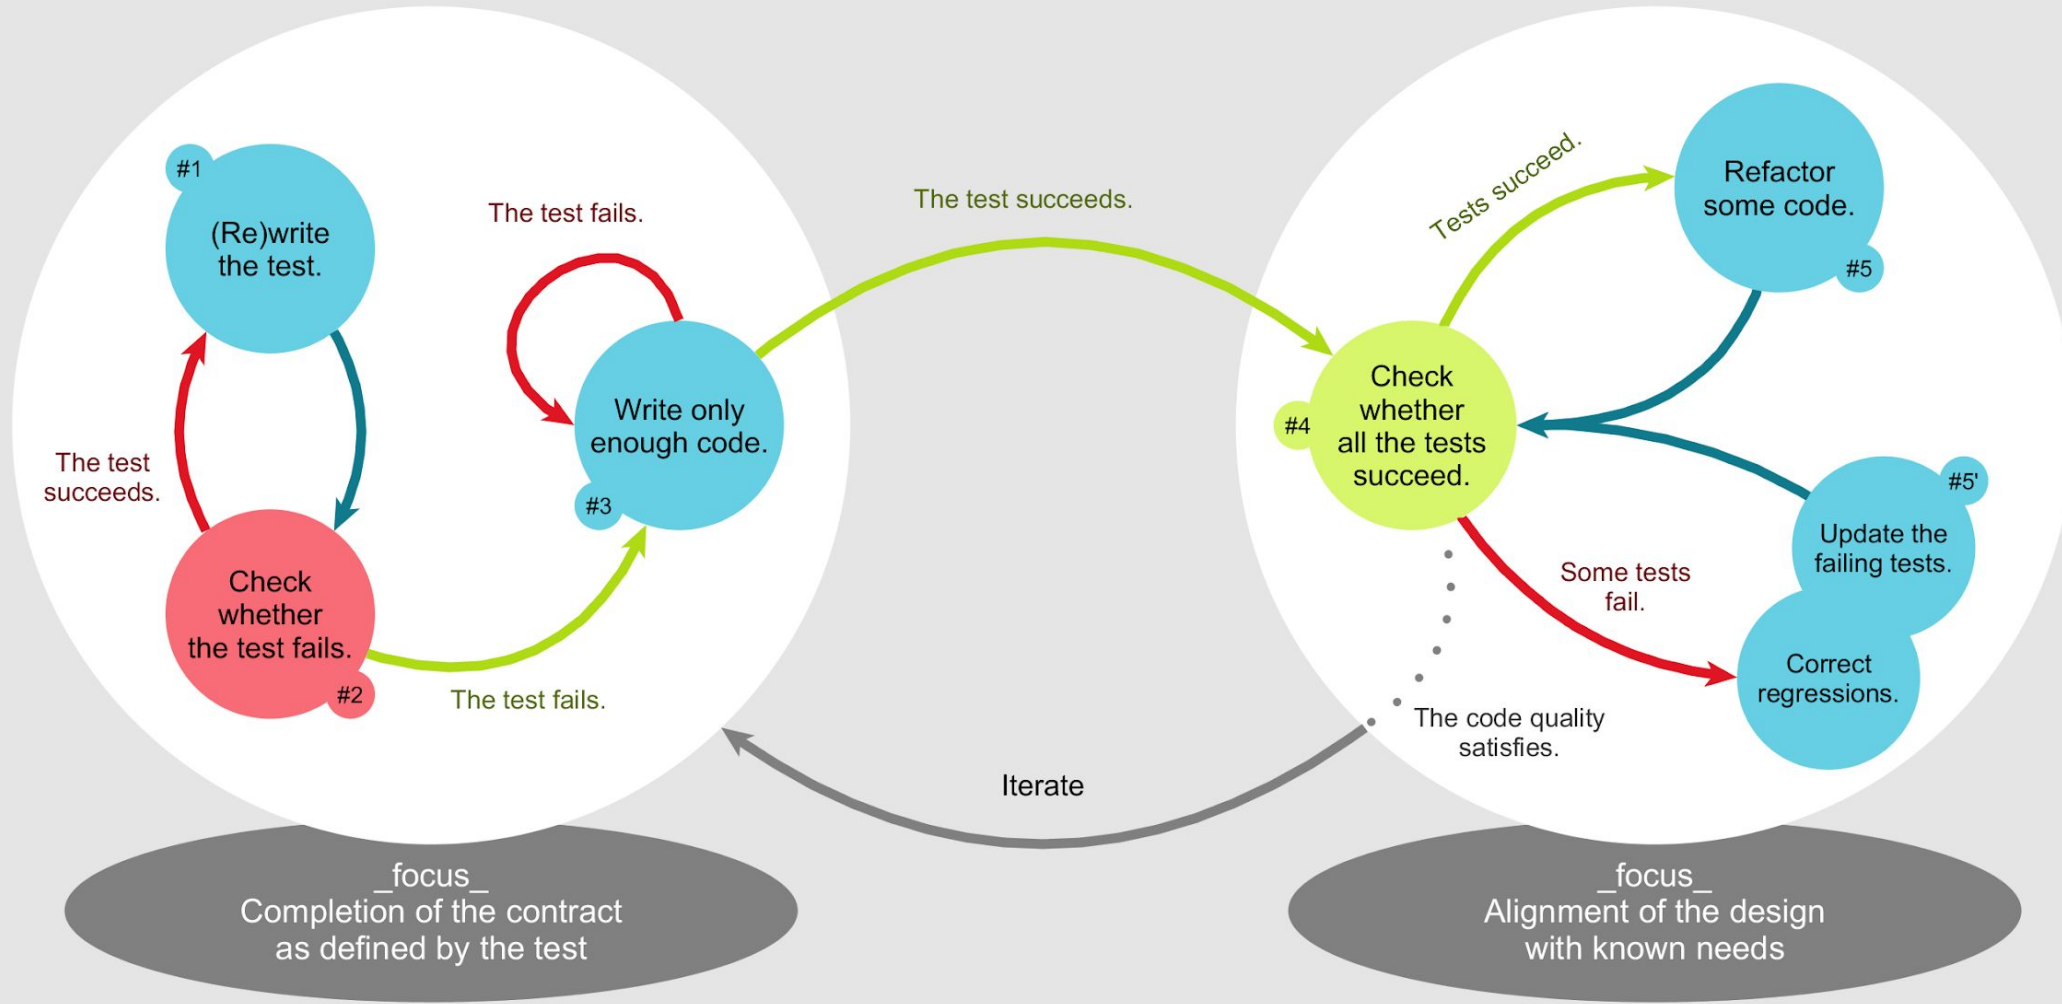 #1
(Re)write
the test.
The test
succeeds.
Check
whether
the test fails.
#2
The test fails.
The test fails.
Write only
enough code.
#3
The test succeeds.
#4
Check
whether
all the tests
succeed.
Tests succeed.
Refactor
some code.
#5
Some tests
fail.
#5'
Update the
failing tests.
Correct
regressions.
The code quality
satisfies.
Iterate
_focus_
Completion of the contract
as defined by the test
_focus_
Alignment of the design
with known needs